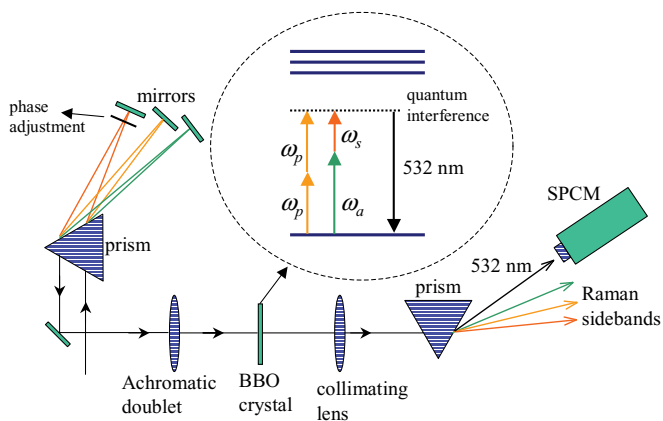 phase
adjustment
mirrors
prism
quantum
interference
ωp
ωs
532 nm
ωp
ωa
SPCM
532 nm
prism
Raman
sidebands
Achromatic
doublet
BBO
crystal
collimating
lens